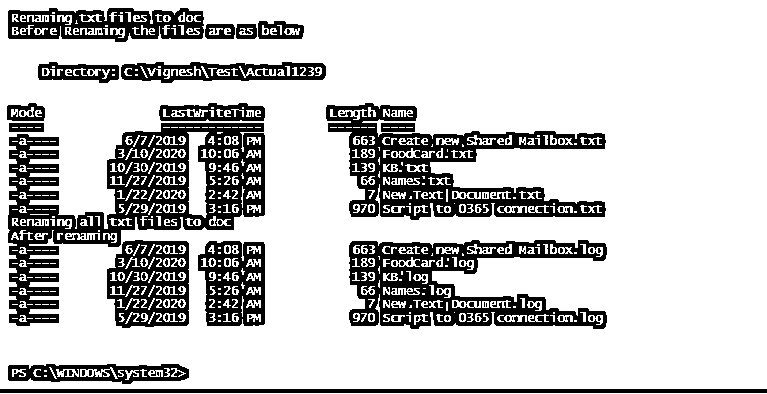 Renaming txt files to doc
Before Renaming the files are as below
Directory: C:\Vignesh\Test\Actual1239
Mode LastWriteTime Length Name
---- ------------- ------ ----
-a---- 6/7/2019 4:08 PM 663 Create new Shared Mailbox.txt
-a---- 3/10/2020 10:06 AM 189 FoodCard.txt
-a---- 10/30/2019 9:46 AM 139 KB.txt
-a---- 11/27/2019 5:26 AM 66 Names.txt
-a---- 1/22/2020 2:42 AM 7 New Text Document.txt
-a---- 5/29/2019 3:16 PM 970 Script to O365 connection.txt
Renaming all txt files to doc
After renaming
-a---- 6/7/2019 4:08 PM 663 Create new Shared Mailbox.log
-a---- 3/10/2020 10:06 AM 189 FoodCard.log
-a---- 10/30/2019 9:46 AM 139 KB.log
-a---- 11/27/2019 5:26 AM 66 Names.log
-a---- 1/22/2020 2:42 AM 7 New Text Document.log
-a---- 5/29/2019 3:16 PM 970 Script to O365 connection.log
PS C:\WINDOWS\system32>